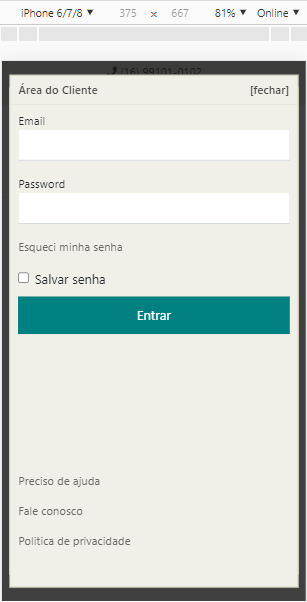 iPhone 6/7/8 ▼ 375 × 667 81% ▼ Online ▼
(16) 99101-0102
Área do Cliente [fechar]
Email
Password
Esqueci minha senha
Salvar senha
Entrar
Preciso de ajuda
Fale conosco
Politica de privacidade